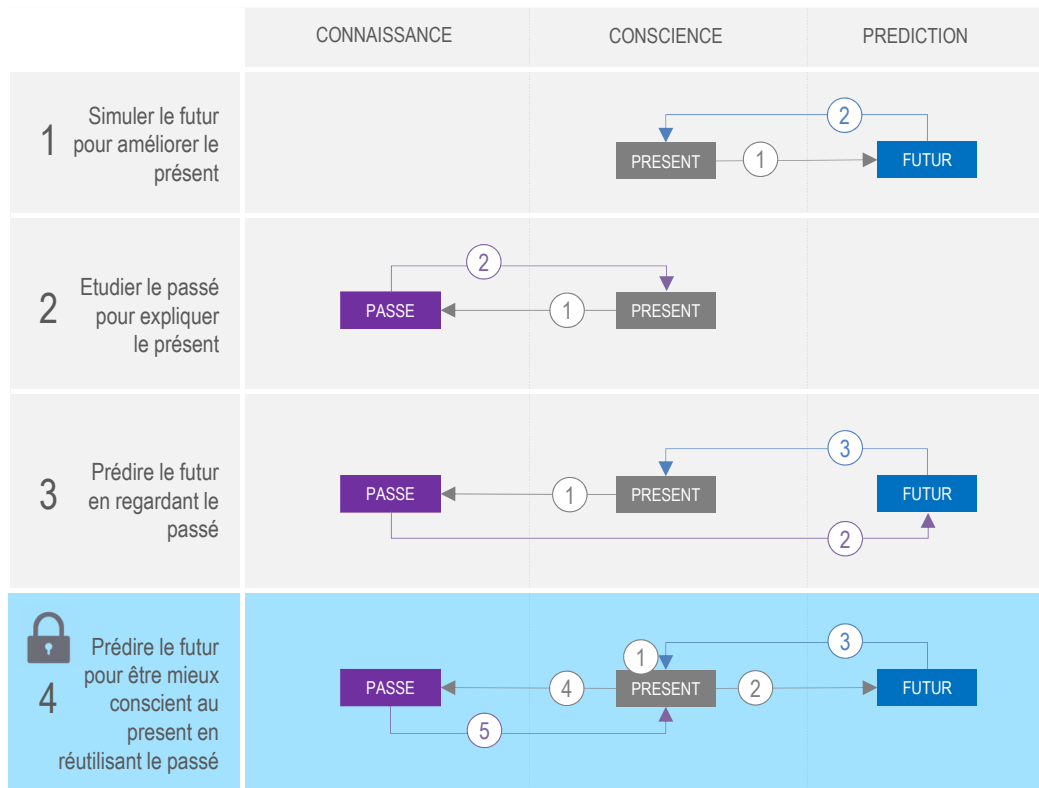 CONNAISSANCE
CONSCIENCE
PREDICTION
1
Simuler le futur
pour améliorer le
présent
2
PRESENT
1
FUTUR
2
Etudier le passé
pour expliquer
le présent
2
PASSE
1
PRESENT
3
Prédire le futur
en regardant le
passé
3
PASSE
1
PRESENT
FUTUR
2
4
Prédire le futur
pour être mieux
conscient au
present en
réutilisant le passé
3
1
PASSE
4
PRESENT
2
FUTUR
5